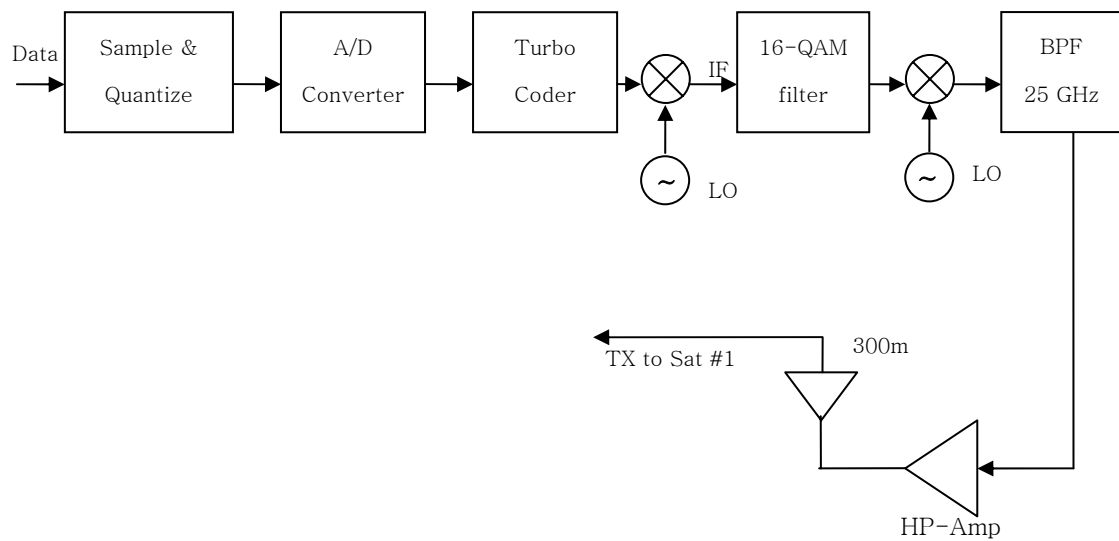 Data
Sample &
Quantize
A/D
Converter
Turbo
Coder
IF
LO
16-QAM
filter
LO
BPF
25 GHz
300m
TX to Sat #1
HP-Amp
~
~